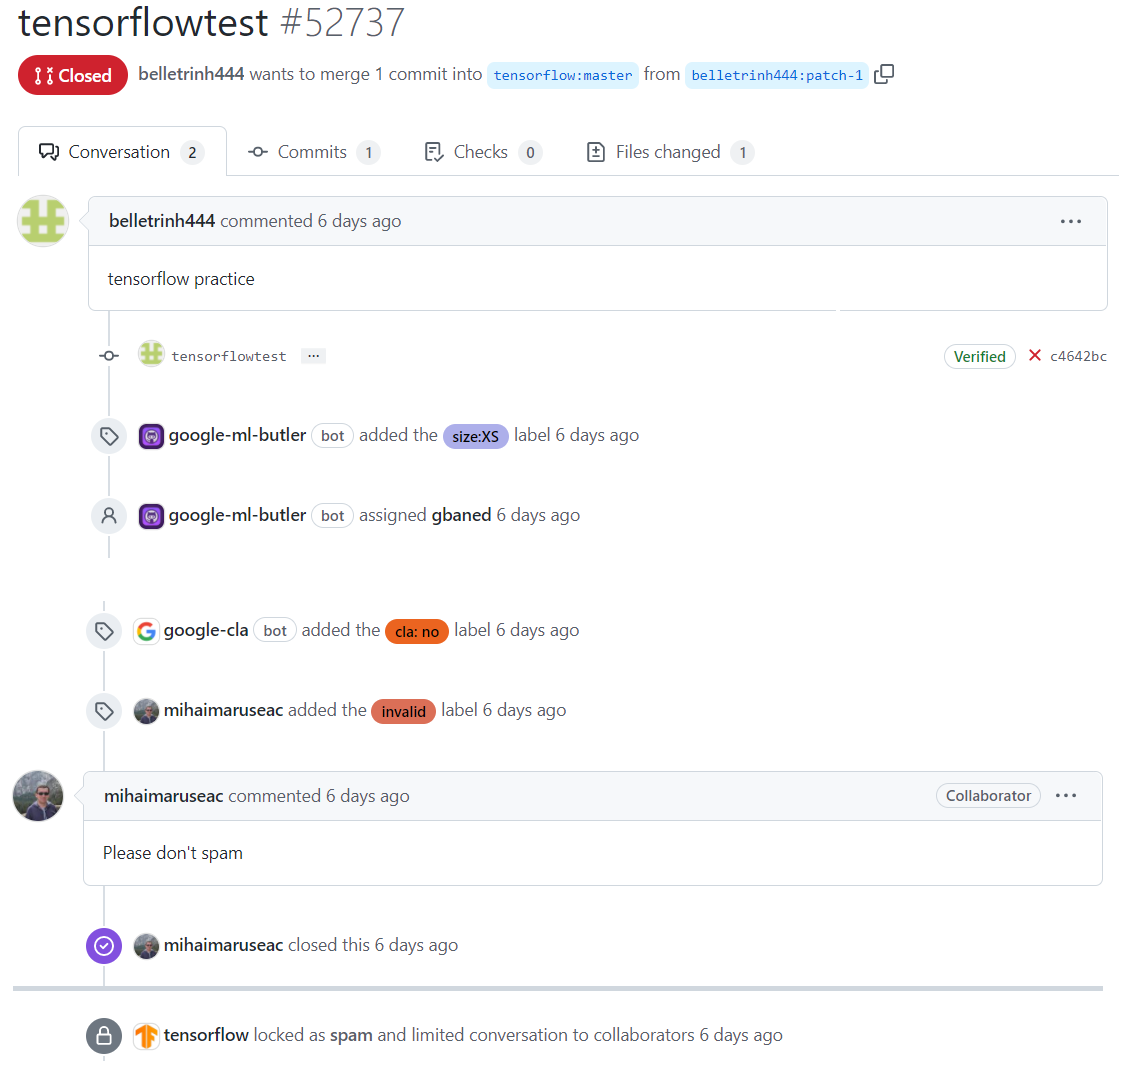 tensorflowtest #52737
Closed belletrinh444 wants to merge 1 commit into tensorflow:master from belletrinh444:patch-1
Conversation 2 Commits 1 Checks 0 Files changed 1
belletrinh444 commented 6 days ago ...
tensorflow practice
tensorflowtest ... Verified c4642bc
google-ml-butler bot added the size:XS label 6 days ago
google-ml-butler bot assigned gbaned 6 days ago
google-cla bot added the cla: no label 6 days ago
mihaimaruseac added the invalid label 6 days ago
mihaimaruseac commented 6 days ago Collaborator ...
Please don't spam
mihaimaruseac closed this 6 days ago
tensorflow locked as spam and limited conversation to collaborators 6 days ago